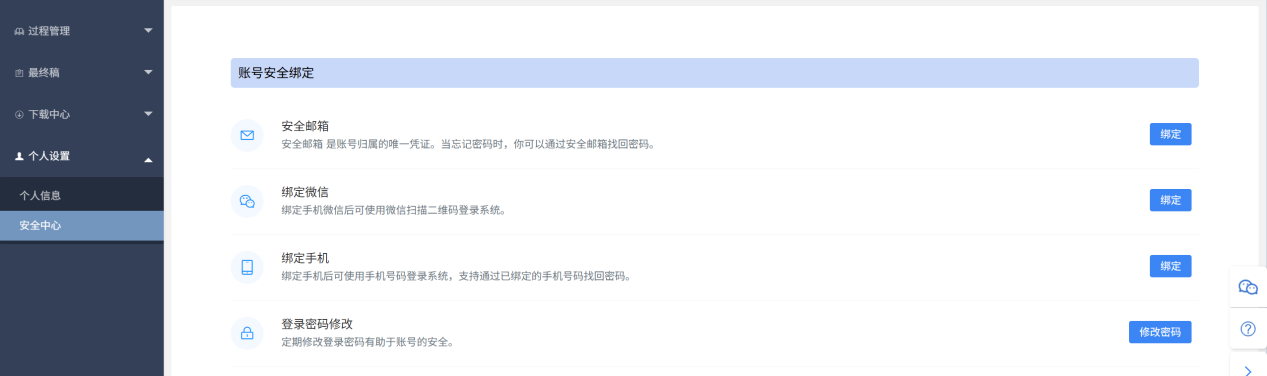 过程管理
最终稿
下载中心
个人设置
个人信息
安全中心
账号安全绑定
安全邮箱
安全邮箱 是账号归属的唯一凭证。当忘记密码时，你可以通过安全邮箱找回密码。
绑定
绑定微信
绑定手机微信后可使用微信扫描二维码登录系统。
绑定
绑定手机
绑定手机后可使用手机号码登录系统，支持通过已绑定的手机号码找回密码。
绑定
登录密码修改
定期修改登录密码有助于账号的安全。
修改密码